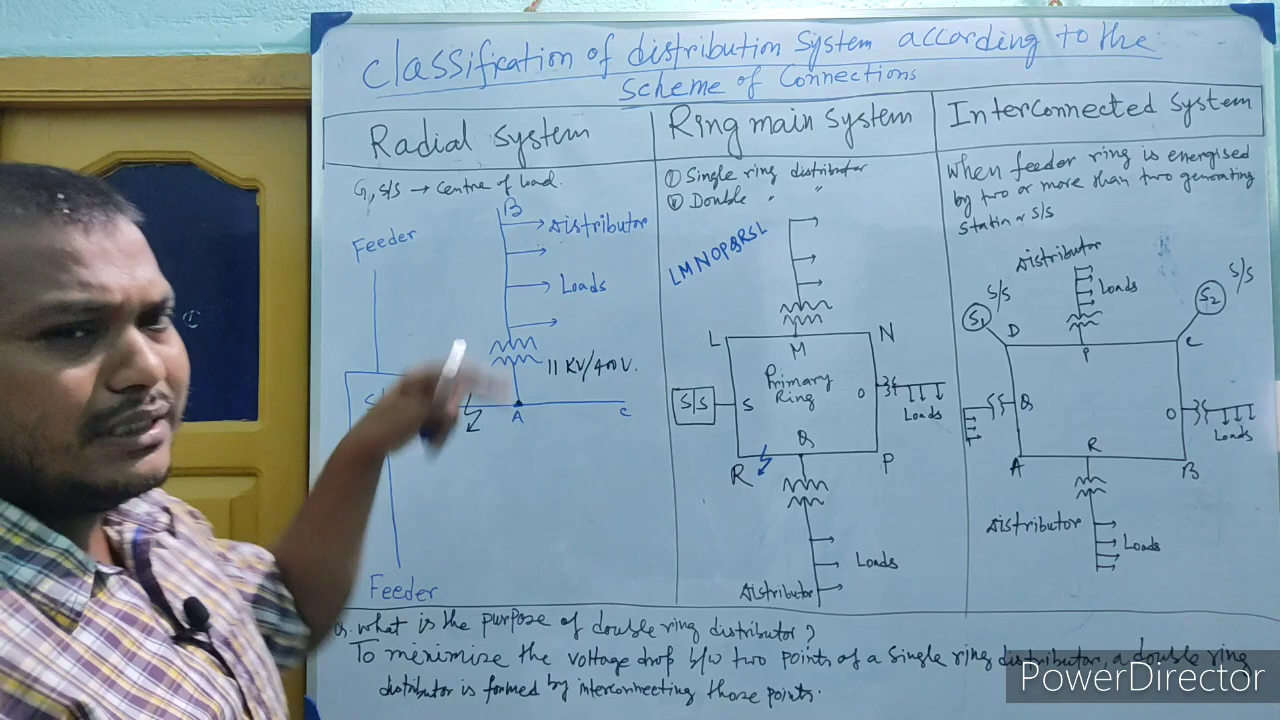 Classification of distribution System according to the
Scheme of Connections
Radial system
Ring main system
Interconnected system
G, S/S → Centre of load.
Feeder
B
Distributor
Loads
11 KV/400V.
A
C
Feeder
① Single ring distributor
② Double "
LMNOPQRSL
L
M
N
Primary
Ring
S/S
S
O
Loads
R
Q
P
Loads
Distributor
When feeder ring is energised
by two or more than two generating
Statin or S/S
Distributor
Loads
S/S
S1
S/S
S2
D
P
C
Q
O
Loads
A
R
B
Distributor
Loads
Q. what is the purpose of double ring distributor?
To menimize the voltage drop b/w two points of a single ring distributor, a double ring
distributor is formed by interconnecting those points.
PowerDirector